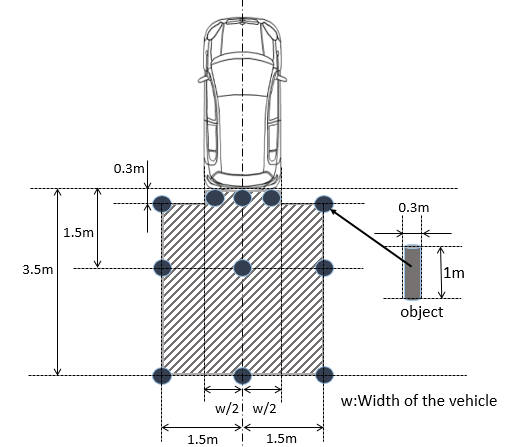 0.3m
0.3m
1.5m
3.5m
1m
object
w/2 w/2
w:Width of the vehicle
1.5m 1.5m